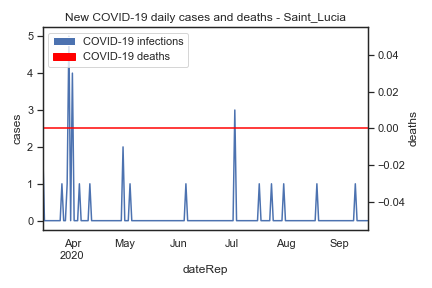 New COVID-19 daily cases and deaths - Saint_Lucia
COVID-19 infections
COVID-19 deaths
5
4
3
2
1
0
cases
0.04
0.02
0.00
−0.02
−0.04
deaths
Apr May Jun Jul Aug Sep
2020
dateRep